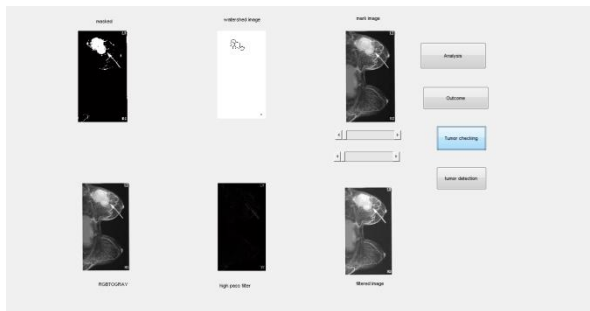 masked
watershed image
mark image
Analysis
Outcome
Tumor checking
tumor detection
RGBTOGRAY
high pass filter
filtered image